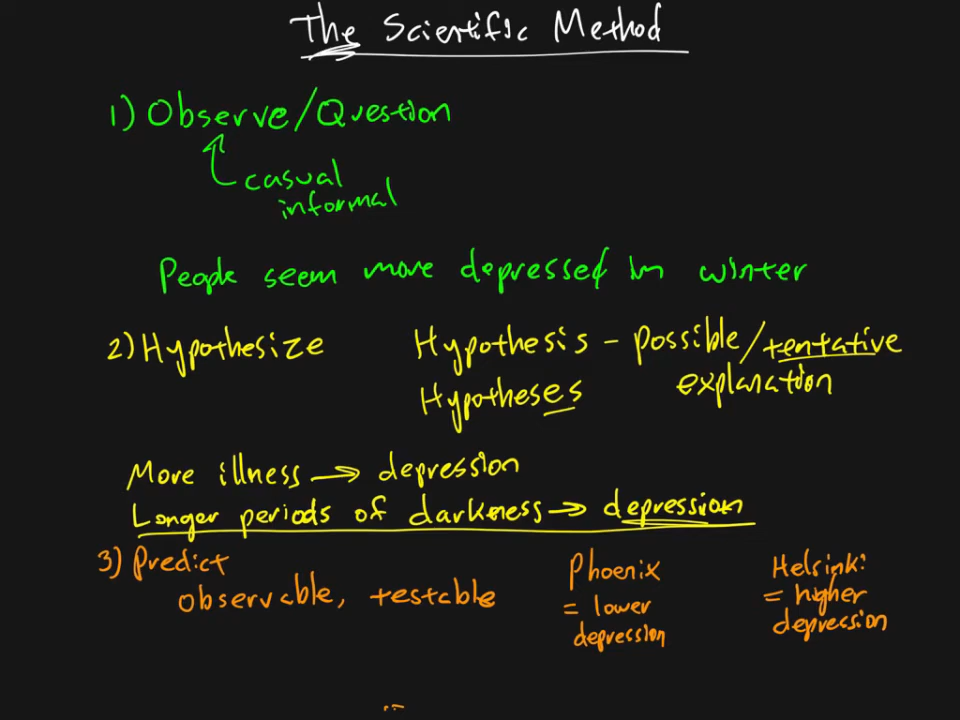 The Scientific Method
1) Observe/Question
casual
informal
People seem more depressed in winter
2) Hypothesize
Hypothesis - possible/tentative
explanation
Hypotheses
More illness → depression
Longer periods of darkness → depression
3) Predict
observable, testable
Phoenix
= lower
depression
Helsinki
= higher
depression